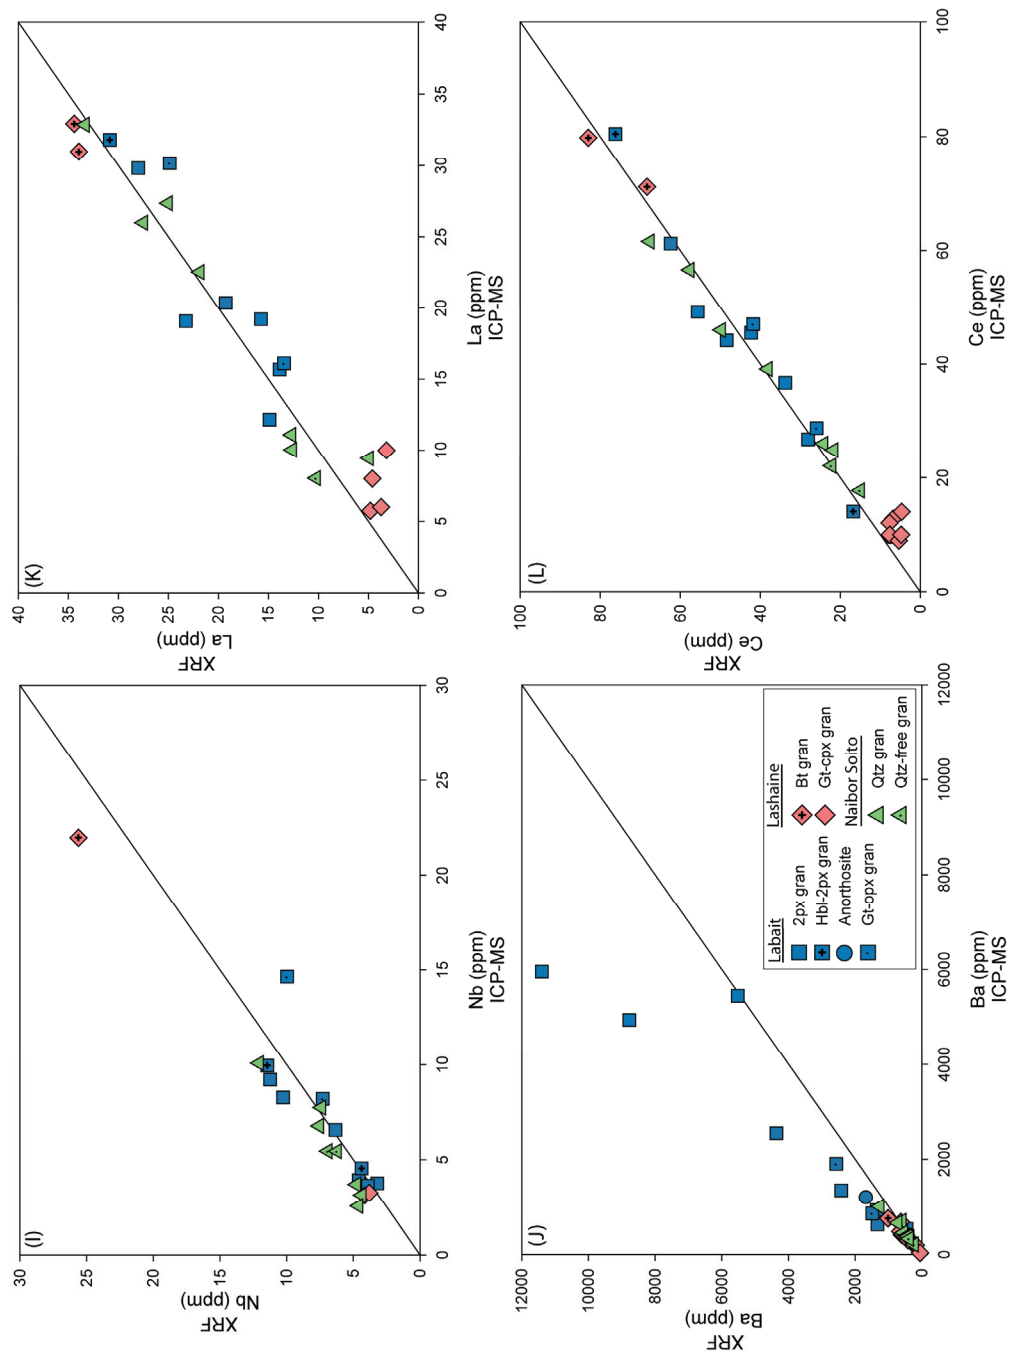 (I)
30
25
20
15
10
5
0
XRF
Nb (ppm)
0
5
10
15
20
25
30
Nb (ppm)
ICP-MS
(K)
40
35
30
25
20
15
10
5
0
XRF
La (ppm)
0
5
10
15
20
25
30
35
40
La (ppm)
ICP-MS
(J)
12000
10000
8000
6000
4000
2000
0
XRF
Ba (ppm)
0
2000
4000
6000
8000
10000
12000
Ba (ppm)
ICP-MS
Labait
2px gran
Hbl-2px gran
Anorthosite
Gt-opx gran
Lashaine
Bt gran
Gt-cpx gran
Naibor Soito
Qtz gran
Qtz-free gran
(L)
100
80
60
40
20
0
XRF
Ce (ppm)
0
20
40
60
80
100
Ce (ppm)
ICP-MS